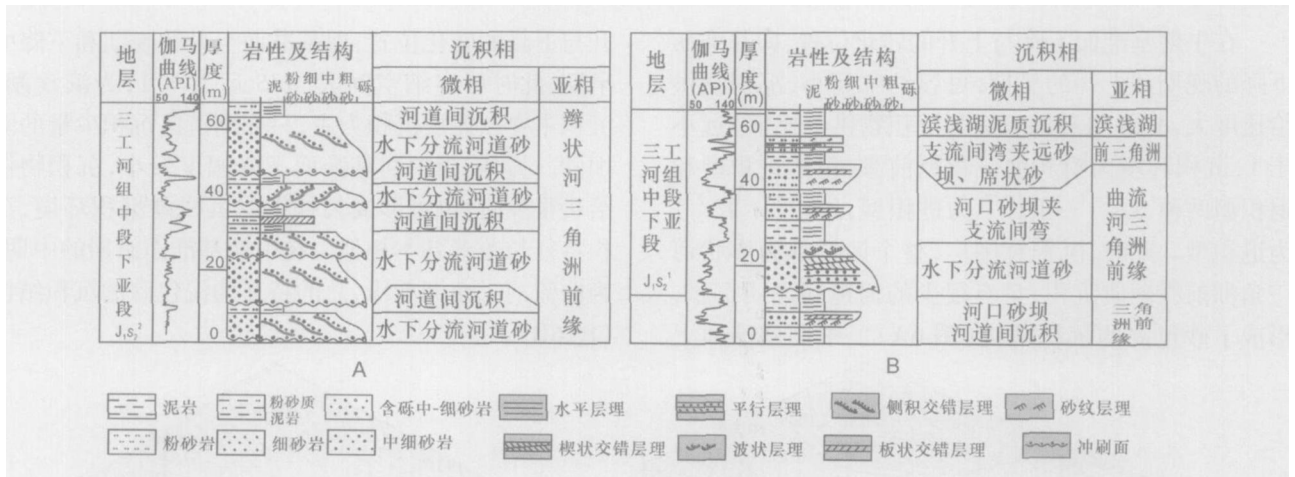 地层
伽马曲线(API)
50 140
厚度(m)
岩性及结构
泥 粉细中粗 砾
砂砂砂砂
沉积相
微相
亚相
三工河组中段下亚段
J₁S₂²
60
40
20
0
河道间沉积
水下分流河道砂
河道间沉积
水下分流河道砂
河道间沉积
水下分流河道砂
河道间沉积
水下分流河道砂
辫状河三角洲前缘
A
地层
伽马曲线(API)
50 140
厚度(m)
岩性及结构
泥 粉细中粗 砾
砂砂砂砂
沉积相
微相
亚相
三工河组中段下亚段
J₁S₂¹
60
40
20
0
滨浅湖泥质沉积
支流间湾夹远砂
坝、席状砂
河口砂坝夹
支流间弯
水下分流河道砂
河口砂坝
河道间沉积
滨浅湖
前三角洲
曲流河三角洲前缘
三角洲前缘
B
泥岩
粉砂质泥岩
含砾中-细砂岩
水平层理
平行层理
侧积交错层理
砂纹层理
粉砂岩
细砂岩
中细砂岩
楔状交错层理
波状层理
板状交错层理
冲刷面